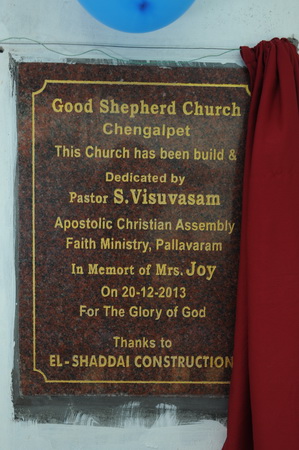 Good Shepherd Church
Chengalpet
This Church has been build &
Dedicated by
Pastor S.Visuvasam
Apostolic Christian Assembly
Faith Ministry, Pallavaram
In Memort of Mrs. Joy
On 20-12-2013
For The Glory of God
Thanks to
EL-SHADDAI CONSTRUCTION